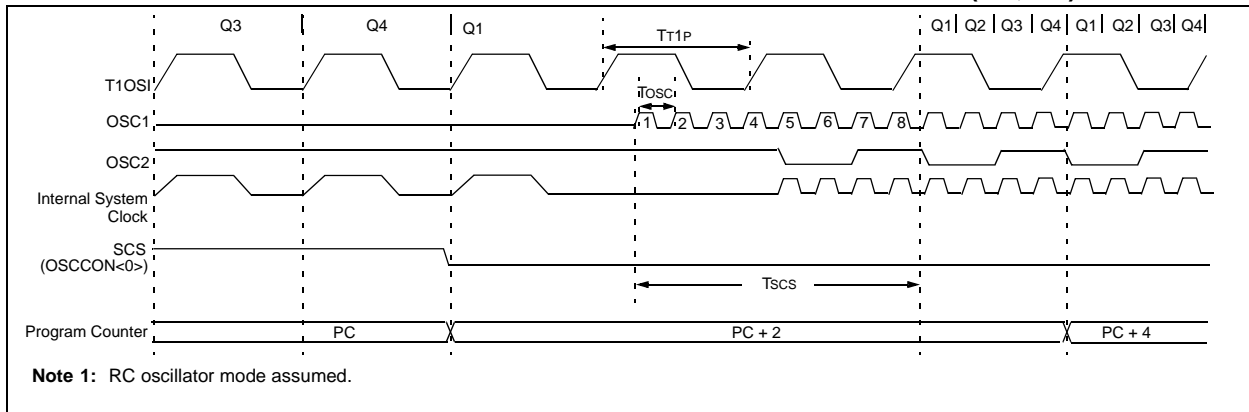 Q3 Q4 Q1 Q1 Q2 Q3 Q4 Q1 Q2 Q3 Q4
TT1P
T1OSI
TOSC
OSC1
1 2 3 4 5 6 7 8
OSC2
Internal System
Clock
SCS
(OSCCON<0>)
TSCS
Program Counter PC PC + 2 PC + 4
Note 1: RC oscillator mode assumed.